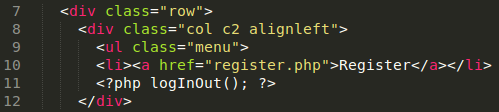 7 <div class="row">
8 <div class="col c2 alignleft">
9 <ul class="menu">
10 <li><a href="register.php">Register</a></li>
11 <?php logInOut(); ?>
12 </div>